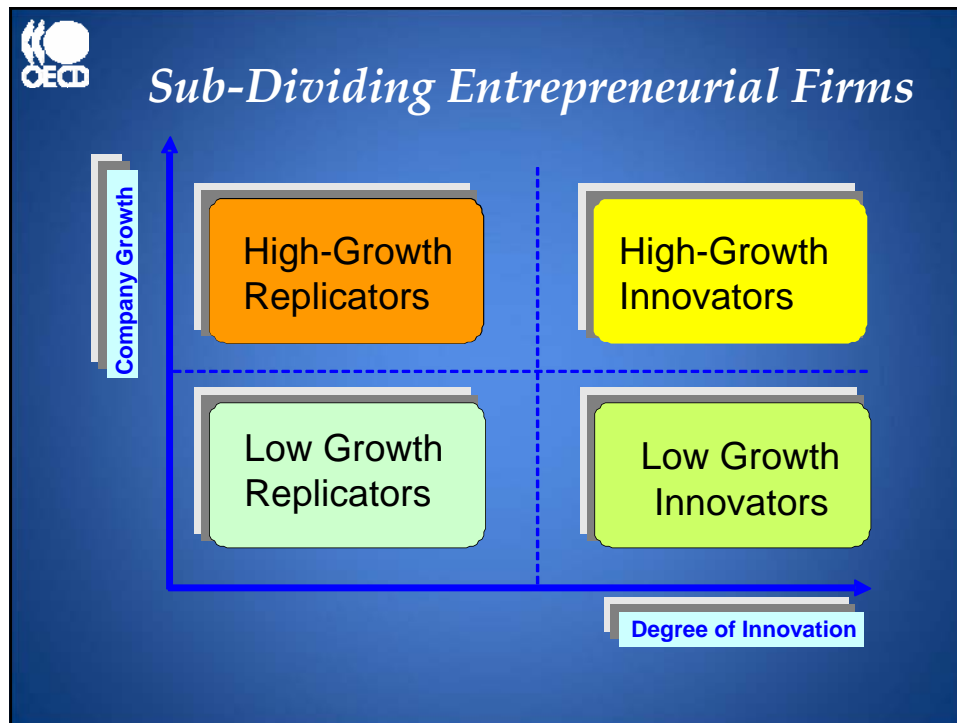 OECD
Sub-Dividing Entrepreneurial Firms
Company Growth
High-Growth
Replicators
High-Growth
Innovators
Low Growth
Replicators
Low Growth
Innovators
Degree of Innovation